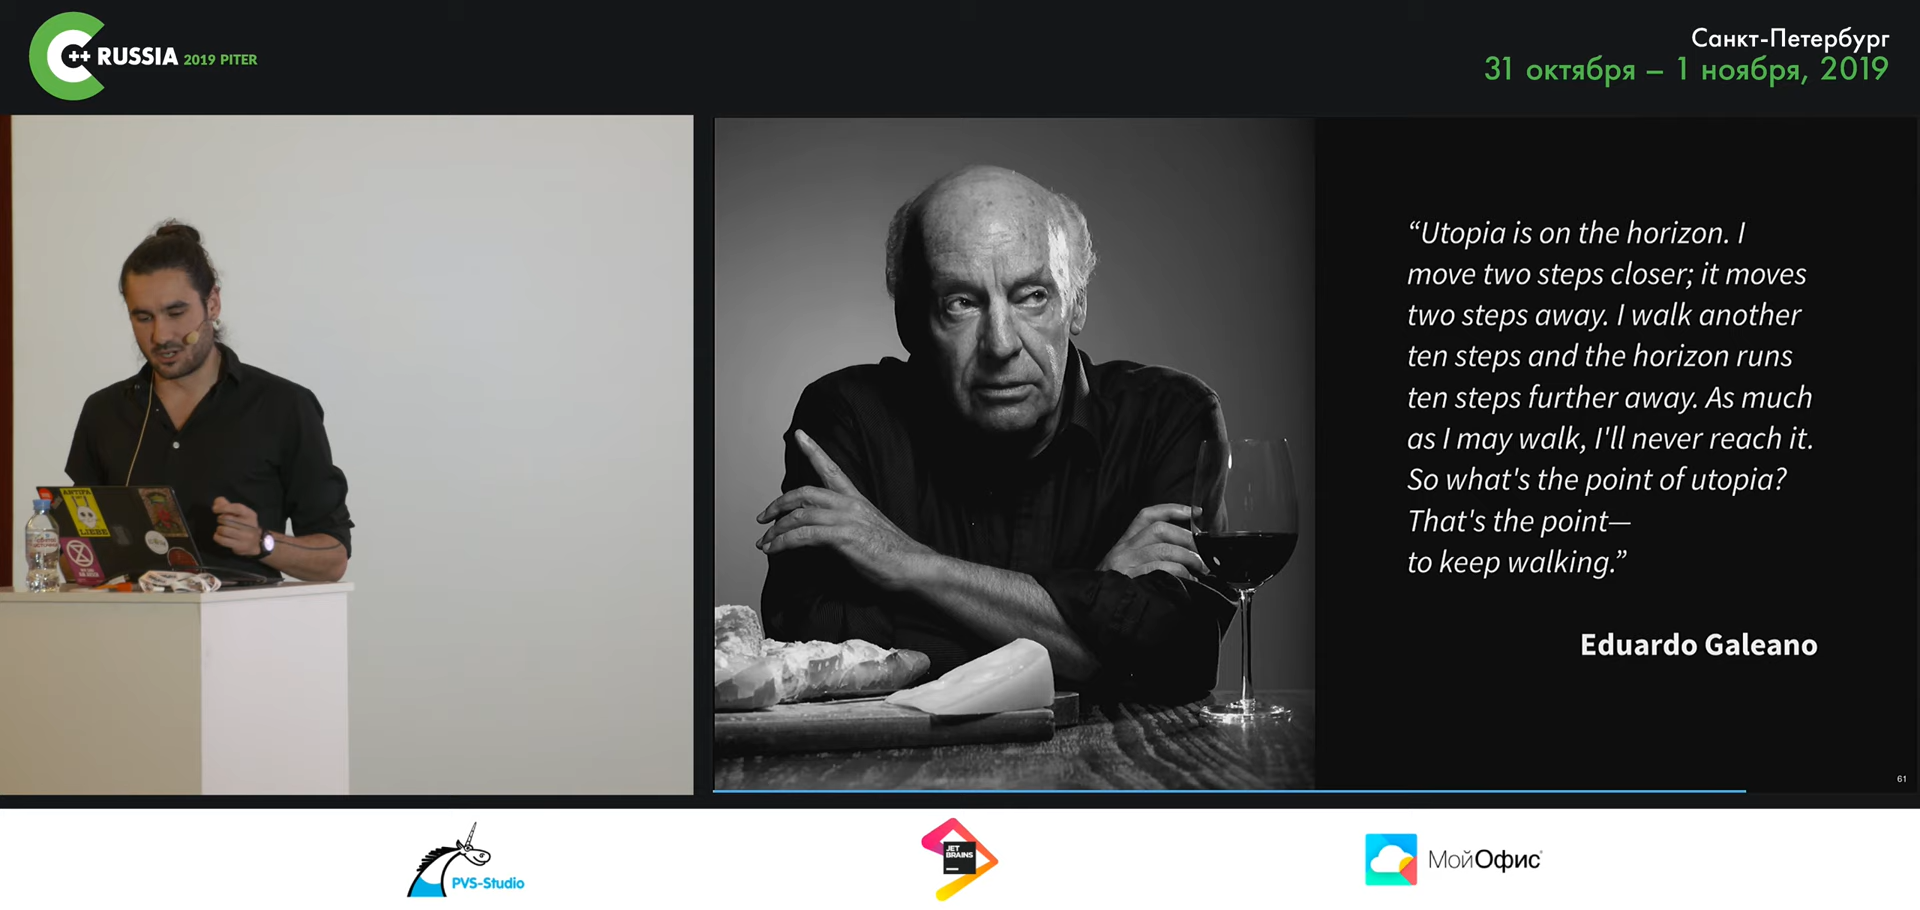 C++ RUSSIA 2019 PITER
Санкт-Петербург
31 октября – 1 ноября, 2019
“Utopia is on the horizon. I
move two steps closer; it moves
two steps away. I walk another
ten steps and the horizon runs
ten steps further away. As much
as I may walk, I'll never reach it.
So what's the point of utopia?
That's the point—
to keep walking.”
Eduardo Galeano
61
ANTIFA
LIEBE
PVS-Studio
JET
BRAINS
МойОфис